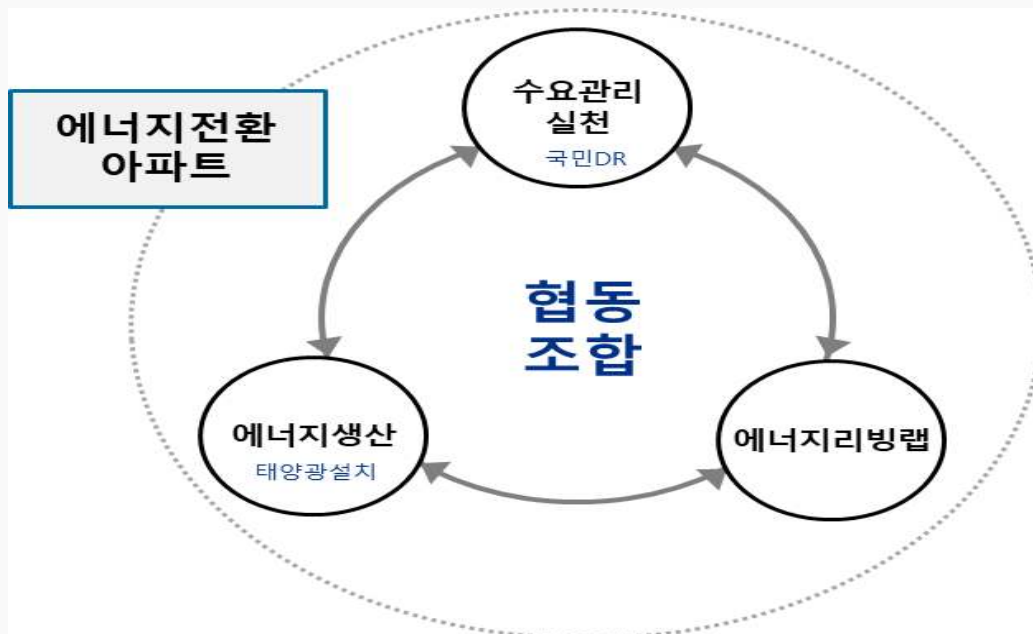 에너지전환
아파트
수요관리
실천
국민DR
협동
조합
에너지생산
태양광설치
에너지리빙랩